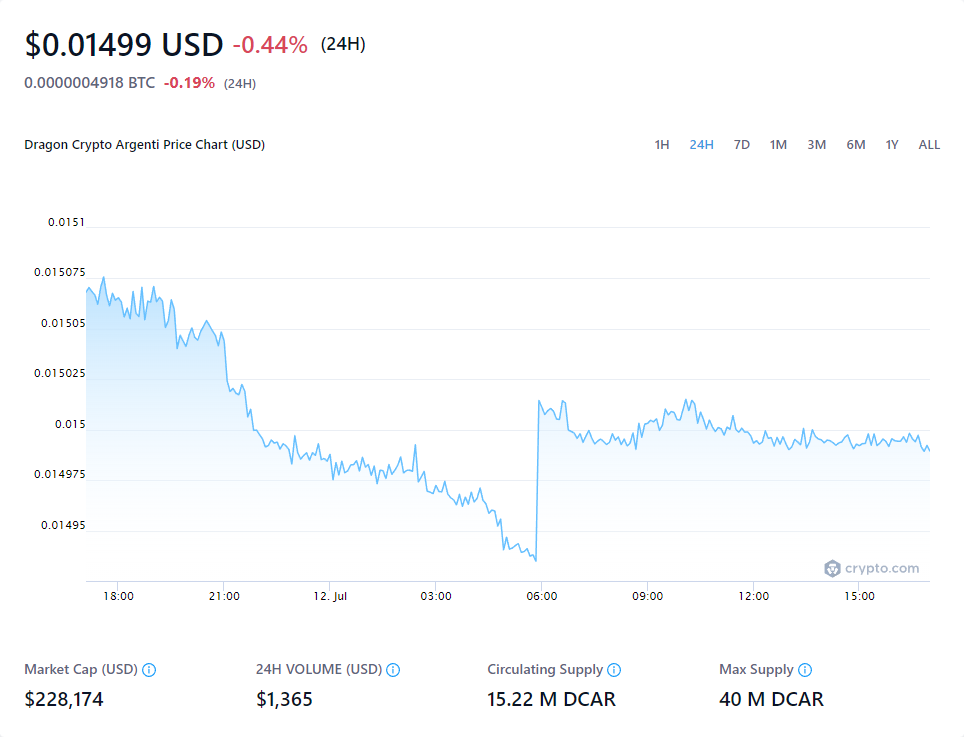 $0.01499 USD -0.44% (24H)
0.0000004918 BTC -0.19% (24H)
Dragon Crypto Argenti Price Chart (USD)
1H 24H 7D 1M 3M 6M 1Y ALL
0.0151
0.015075
0.01505
0.015025
0.015
0.014975
0.01495
crypto.com
18:00 21:00 12. Jul 03:00 06:00 09:00 12:00 15:00
Market Cap (USD) 24H VOLUME (USD) Circulating Supply Max Supply
$228,174 $1,365 15.22 M DCAR 40 M DCAR